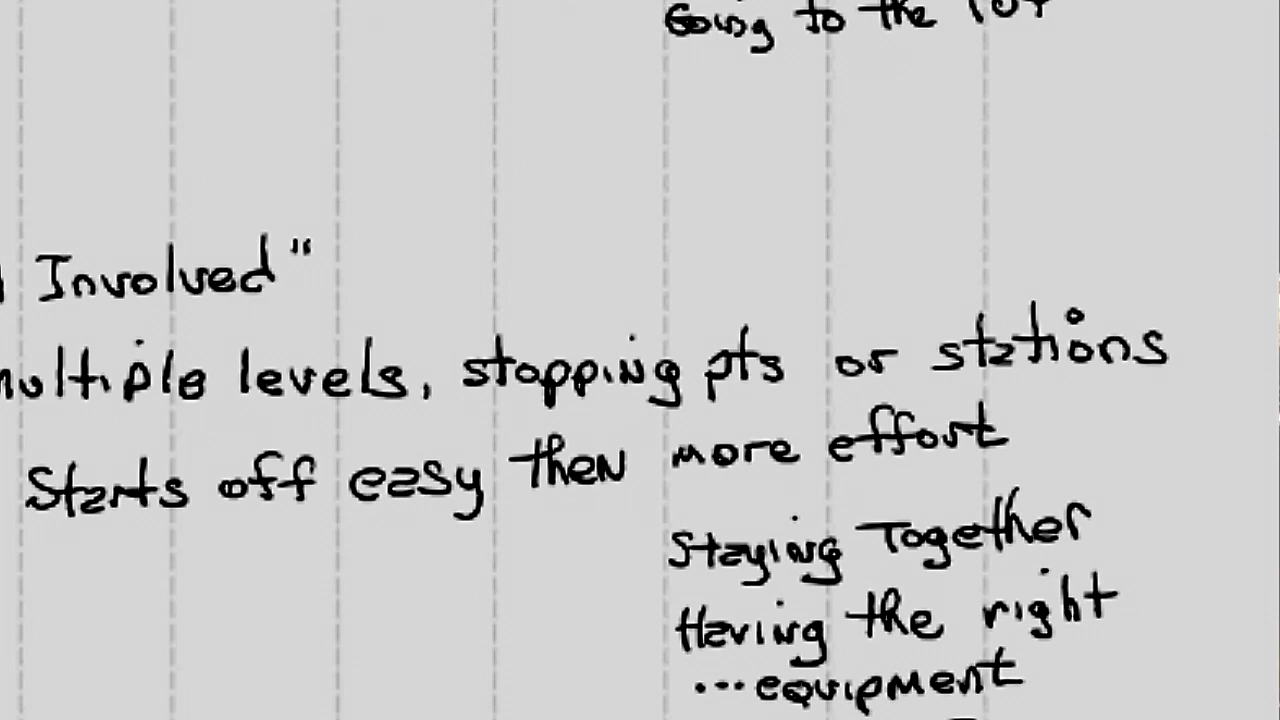 Going to the TOP
Involved"
multiple levels, stopping pts or stations
Starts off easy then more effort
Staying Together
Having the right
...equipment